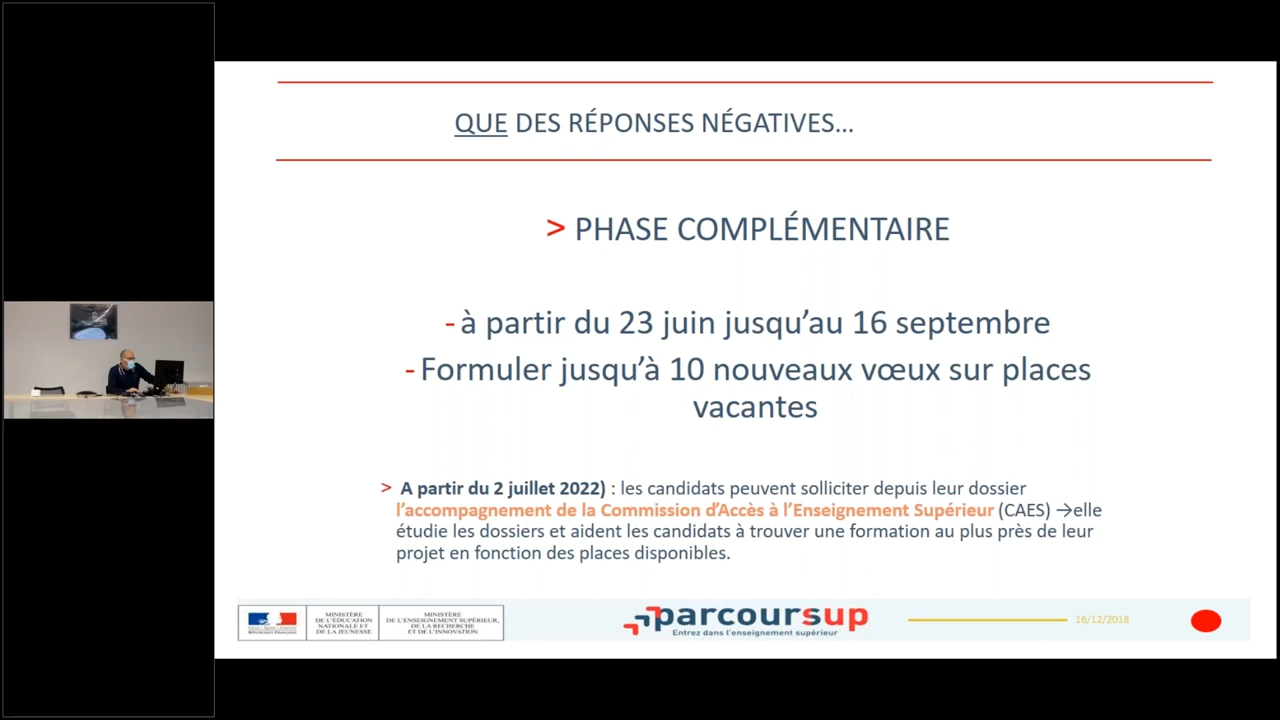 QUE DES RÉPONSES NÉGATIVES...
> PHASE COMPLÉMENTAIRE
- à partir du 23 juin jusqu’au 16 septembre
- Formuler jusqu’à 10 nouveaux vœux sur places
vacantes
> A partir du 2 juillet 2022) : les candidats peuvent solliciter depuis leur dossier
l’accompagnement de la Commission d’Accès à l’Enseignement Supérieur (CAES) →elle
étudie les dossiers et aident les candidats à trouver une formation au plus près de leur
projet en fonction des places disponibles.
RÉPUBLIQUE FRANÇAISE
MINISTÈRE
DE L'ÉDUCATION
NATIONALE ET
DE LA JEUNESSE
MINISTÈRE
DE L'ENSEIGNEMENT SUPÉRIEUR,
DE LA RECHERCHE
ET DE L'INNOVATION
parcoursup
Entrez dans l'enseignement supérieur
16/12/2018